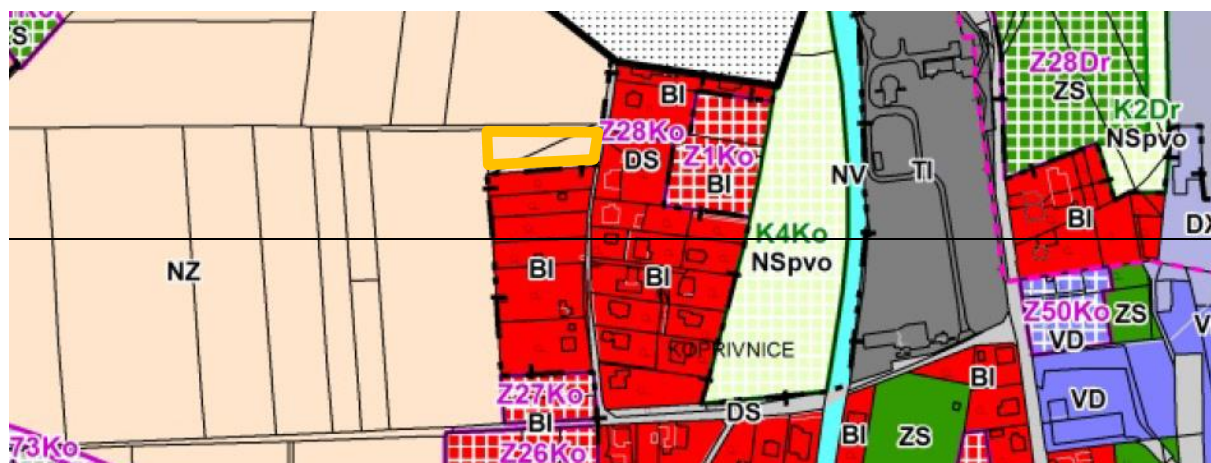 S
BI
Z28Dr
ZS
K2Dr
NSpvo
Z28Ko
DS
Z1Ko
BI
NV
TI
BI
DX
K4Ko
NSpvo
NZ
BI
BI
Z50Ko
ZS
VD
V
KOPRIVNICE
BI
VD
Z27Ko
BI
DS
BI
ZS
73Ko
Z26Ko